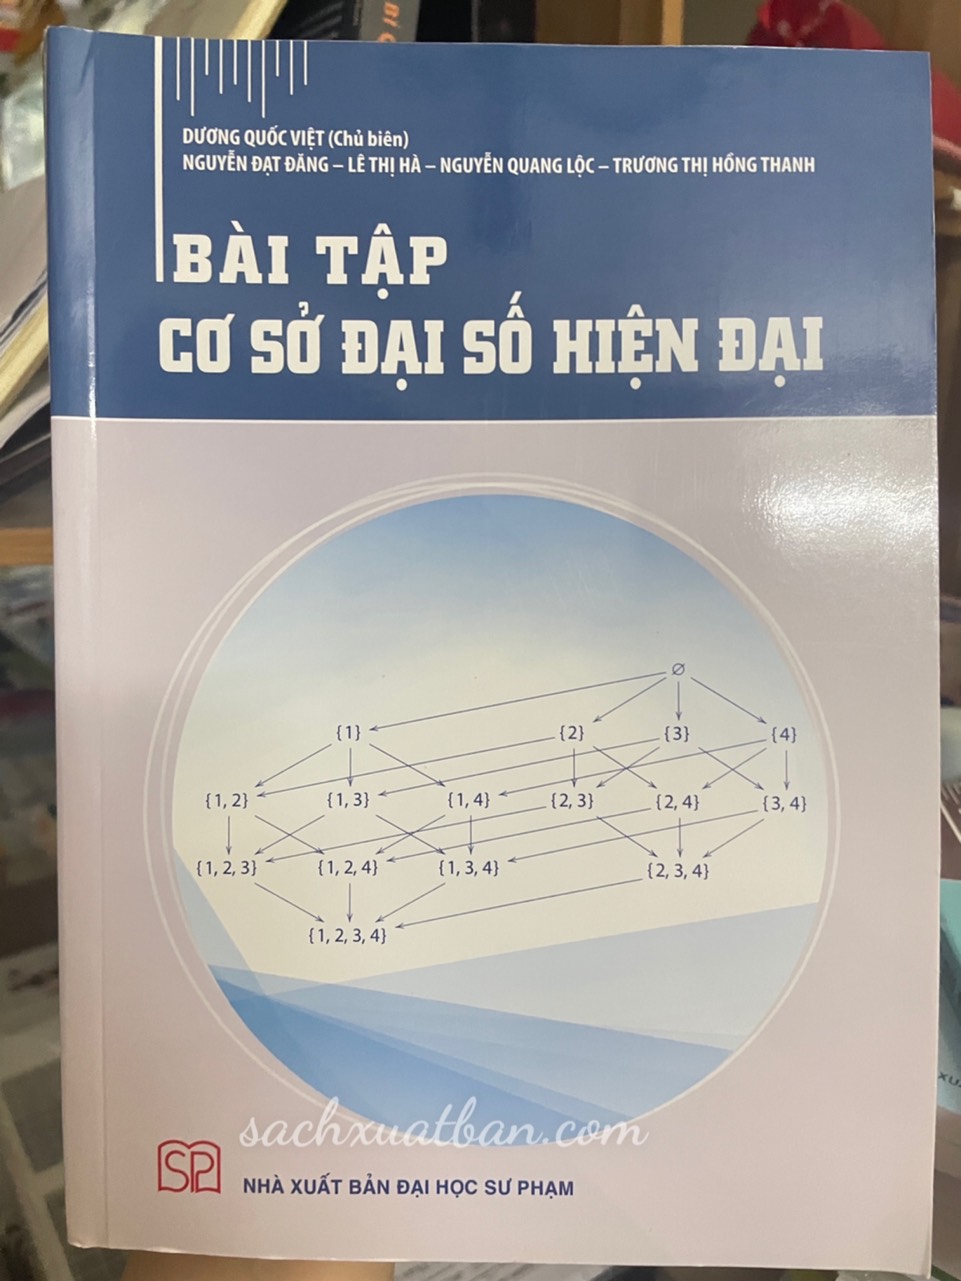 DƯƠNG QUỐC VIỆT (Chủ biên)
NGUYỄN ĐẠT ĐĂNG – LÊ THỊ HÀ – NGUYỄN QUANG LỘC – TRƯƠNG THỊ HỒNG THANH
BÀI TẬP
CƠ SỞ ĐẠI SỐ HIỆN ĐẠI
∅
{1} {2} {3} {4}
{1, 2} {1, 3} {1, 4} {2, 3} {2, 4} {3, 4}
{1, 2, 3} {1, 2, 4} {1, 3, 4} {2, 3, 4}
{1, 2, 3, 4}
sachxuatban.com
SP
NHÀ XUẤT BẢN ĐẠI HỌC SƯ PHẠM